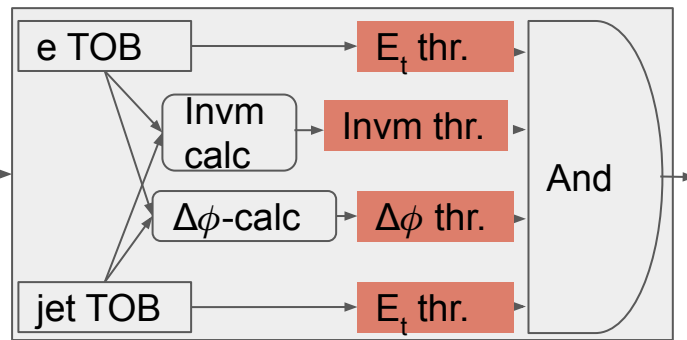 e TOB
Eₜ thr.
Invm
calc
Invm thr.
And
Δϕ-calc
Δϕ thr.
jet TOB
Eₜ thr.